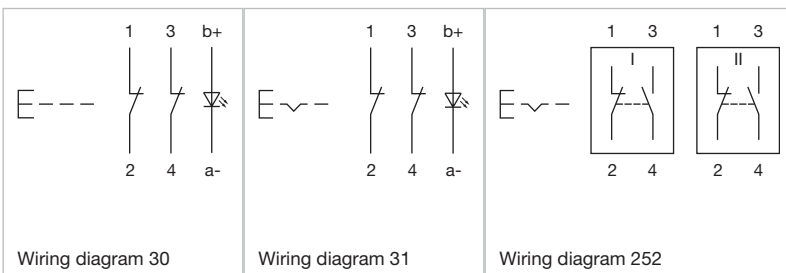 1 3 b+
2 4 a-
Wiring diagram 30
1 3 b+
2 4 a-
Wiring diagram 31
1 3 1 3
I II
2 4 2 4
Wiring diagram 252